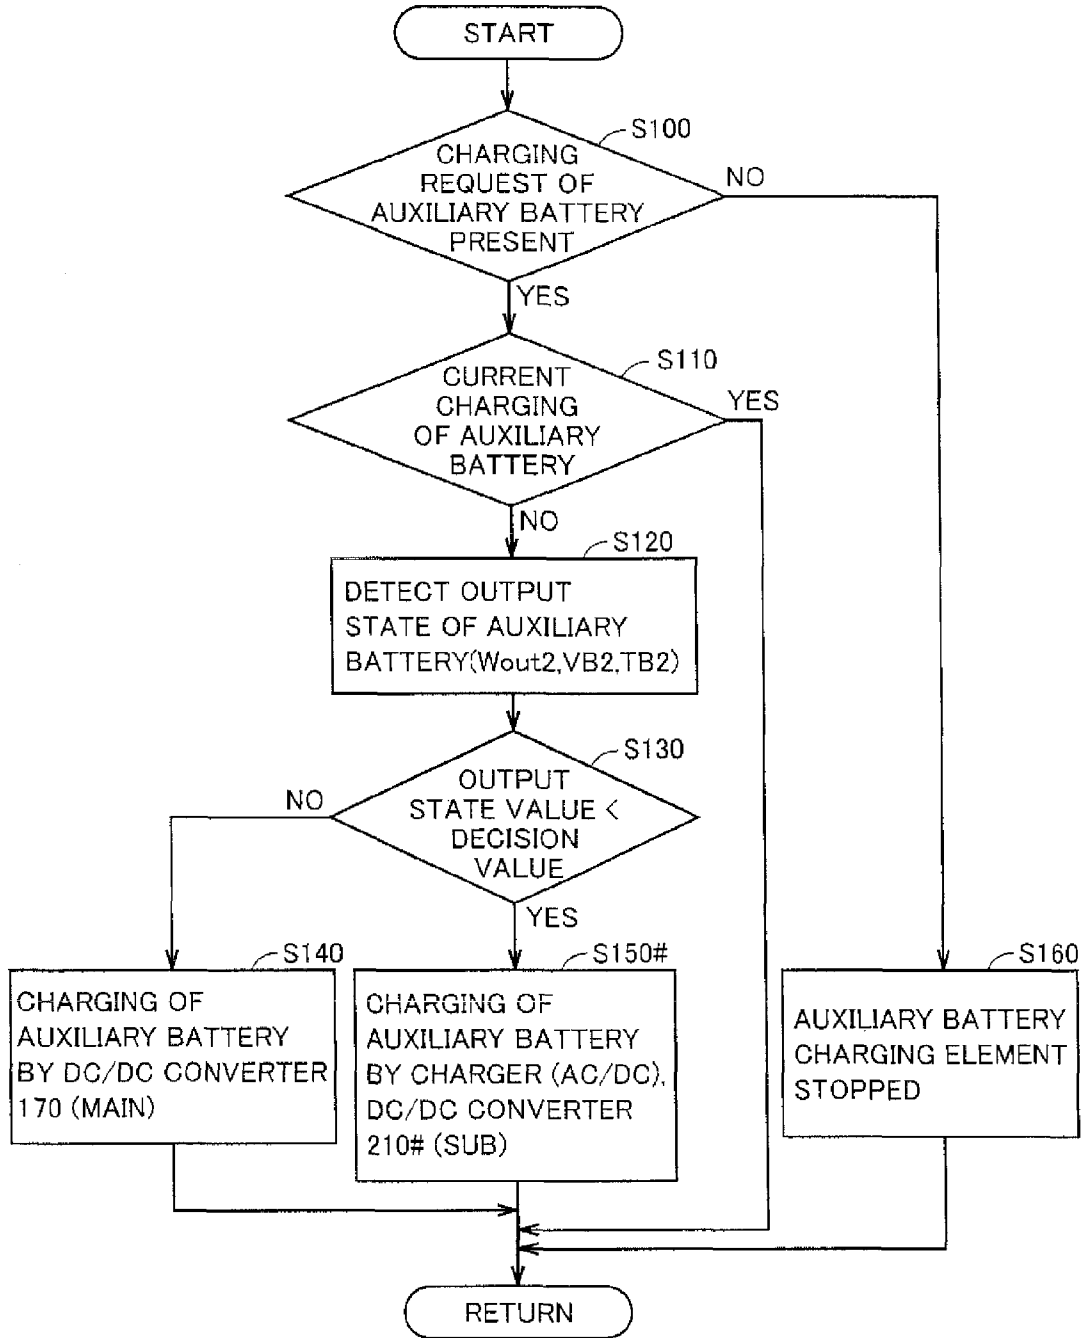 START
S100
CHARGING
REQUEST OF
AUXILIARY BATTERY
PRESENT
NO
YES
S110
CURRENT
CHARGING
OF AUXILIARY
BATTERY
YES
NO
S120
DETECT OUTPUT
STATE OF AUXILIARY
BATTERY(Wout2,VB2,TB2)
S130
OUTPUT
STATE VALUE <
DECISION
VALUE
NO
YES
S140
CHARGING OF
AUXILIARY BATTERY
BY DC/DC CONVERTER
170 (MAIN)
S150#
CHARGING OF
AUXILIARY BATTERY
BY CHARGER (AC/DC),
DC/DC CONVERTER
210# (SUB)
S160
AUXILIARY BATTERY
CHARGING ELEMENT
STOPPED
RETURN